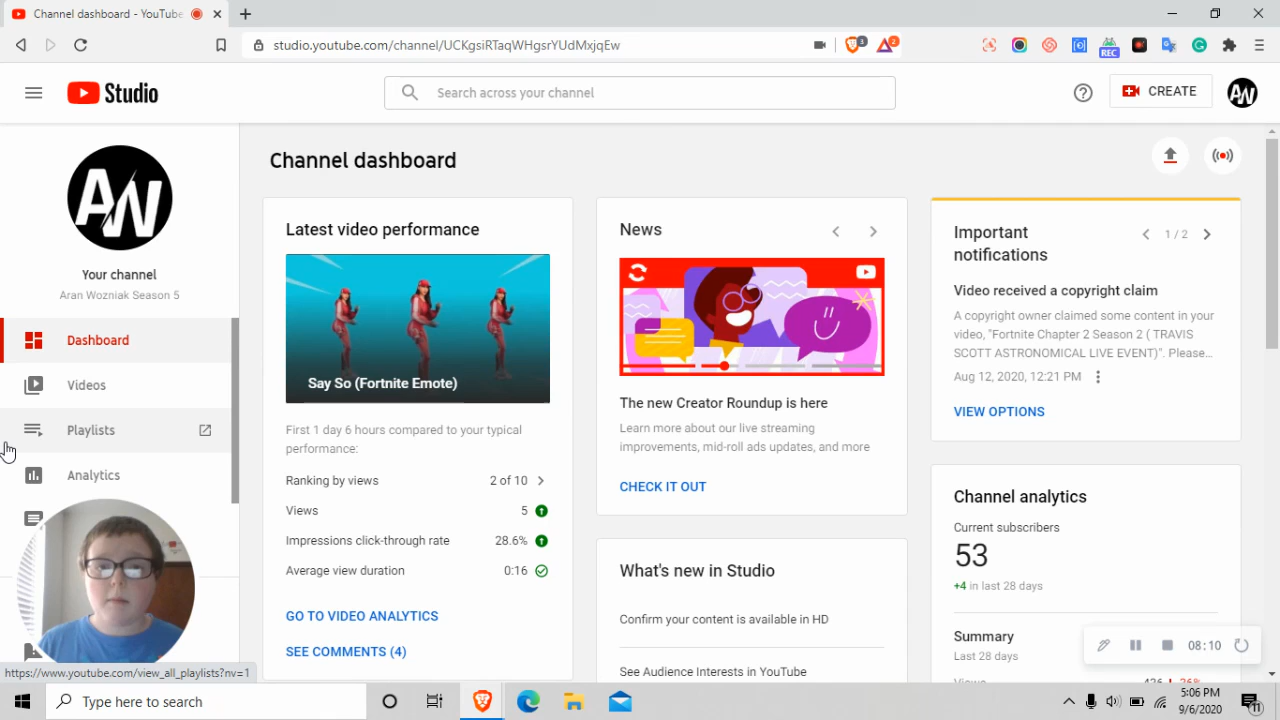 Channel dashboard - YouTube
studio.youtube.com/channel/UCKgsiRTaqWHgsrYUdMxjqEw
3
2
REC
Studio
Search across your channel
CREATE
AW
AW
Your channel
Aran Wozniak Season 5
Dashboard
Videos
Playlists
Analytics
https://www.youtube.com/view_all_playlists?nv=1
Channel dashboard
Latest video performance
Say So (Fortnite Emote)
First 1 day 6 hours compared to your typical
performance:
Ranking by views 2 of 10
Views 5
Impressions click-through rate 28.6%
Average view duration 0:16
GO TO VIDEO ANALYTICS
SEE COMMENTS (4)
News
The new Creator Roundup is here
Learn more about our live streaming
improvements, mid-roll ads updates, and more
CHECK IT OUT
What's new in Studio
Confirm your content is available in HD
See Audience Interests in YouTube
Important
notifications
1 / 2
Video received a copyright claim
A copyright owner claimed some content in your
video, "Fortnite Chapter 2 Season 2 ( TRAVIS
SCOTT ASTRONOMICAL LIVE EVENT)". Please...
Aug 12, 2020, 12:21 PM
VIEW OPTIONS
Channel analytics
Current subscribers
53
+4 in last 28 days
Summary
Last 28 days
08:10
Type here to search
5:06 PM
9/6/2020